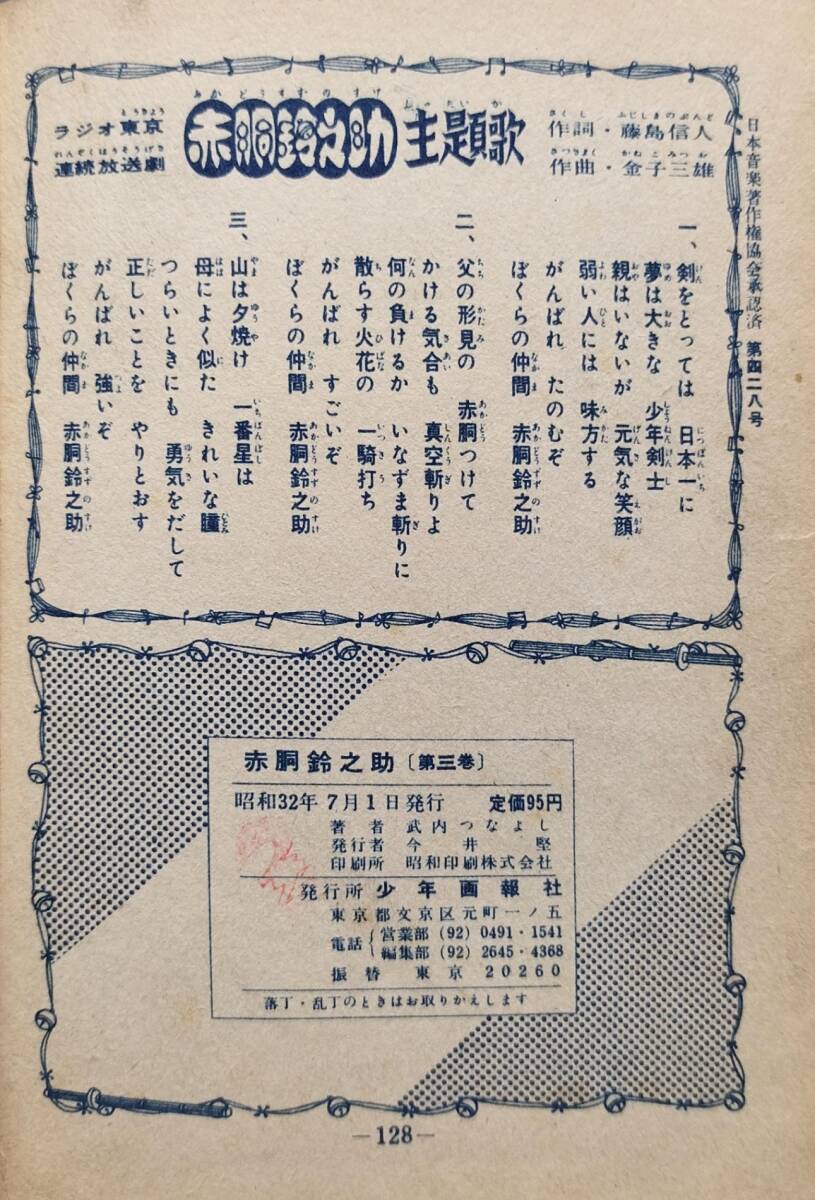 日本音楽著作権協会承認済 第四二八号
ラジオ東京
連続放送劇
赤胴鈴之助 主題歌
作詞・藤島信人
作曲・金子三雄
一、剣をとっては 日本一に
夢は大きな 少年剣士
親はいないが 元気な笑顔
弱い人には 味方する
がんばれ たのむぞ
ぼくらの仲間 赤胴鈴之助
二、父の形見の 赤胴つけて
かける気合も 真空斬りよ
何の負けるか いなずま斬りに
散らす火花の 一騎打ち
がんばれ すごいぞ
ぼくらの仲間 赤胴鈴之助
三、山は夕焼け 一番星は
母によく似た きれいな瞳
つらいときにも 勇気をだして
正しいことを やりとおす
がんばれ 強いぞ
ぼくらの仲間 赤胴鈴之助
赤胴鈴之助〔第三巻〕
昭和32年7月1日発行 定価95円
著者 武内つなよし
発行者 今井堅
印刷所 昭和印刷株式会社
発行所 少年画報社
東京都文京区元町一ノ五
電話 営業部 (92) 0491・1541
編集部 (92) 2645・4368
振替 東京 20260
落丁・乱丁のときはお取りかえします
—128—